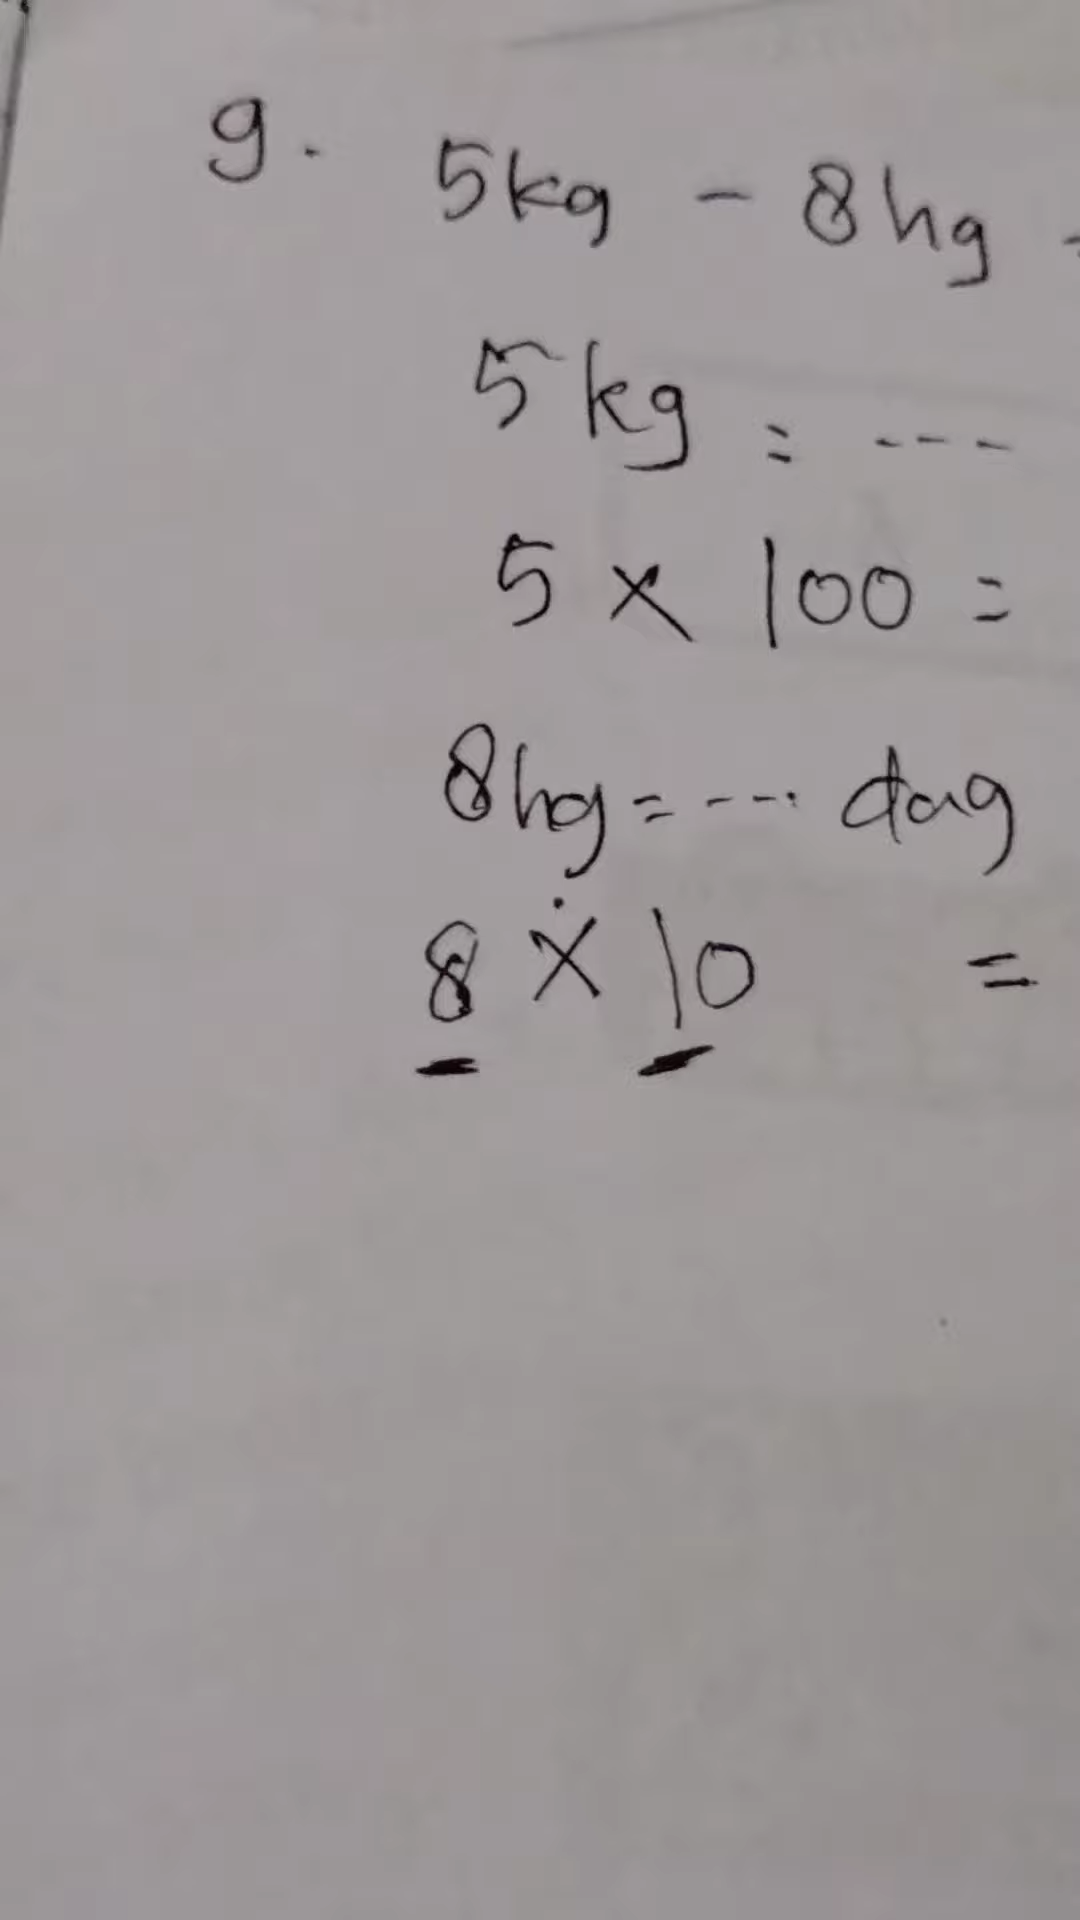 9. 5kg - 8hg
5kg = ---
5 x 100 =
8hg = ---- dag
8 x 10 =